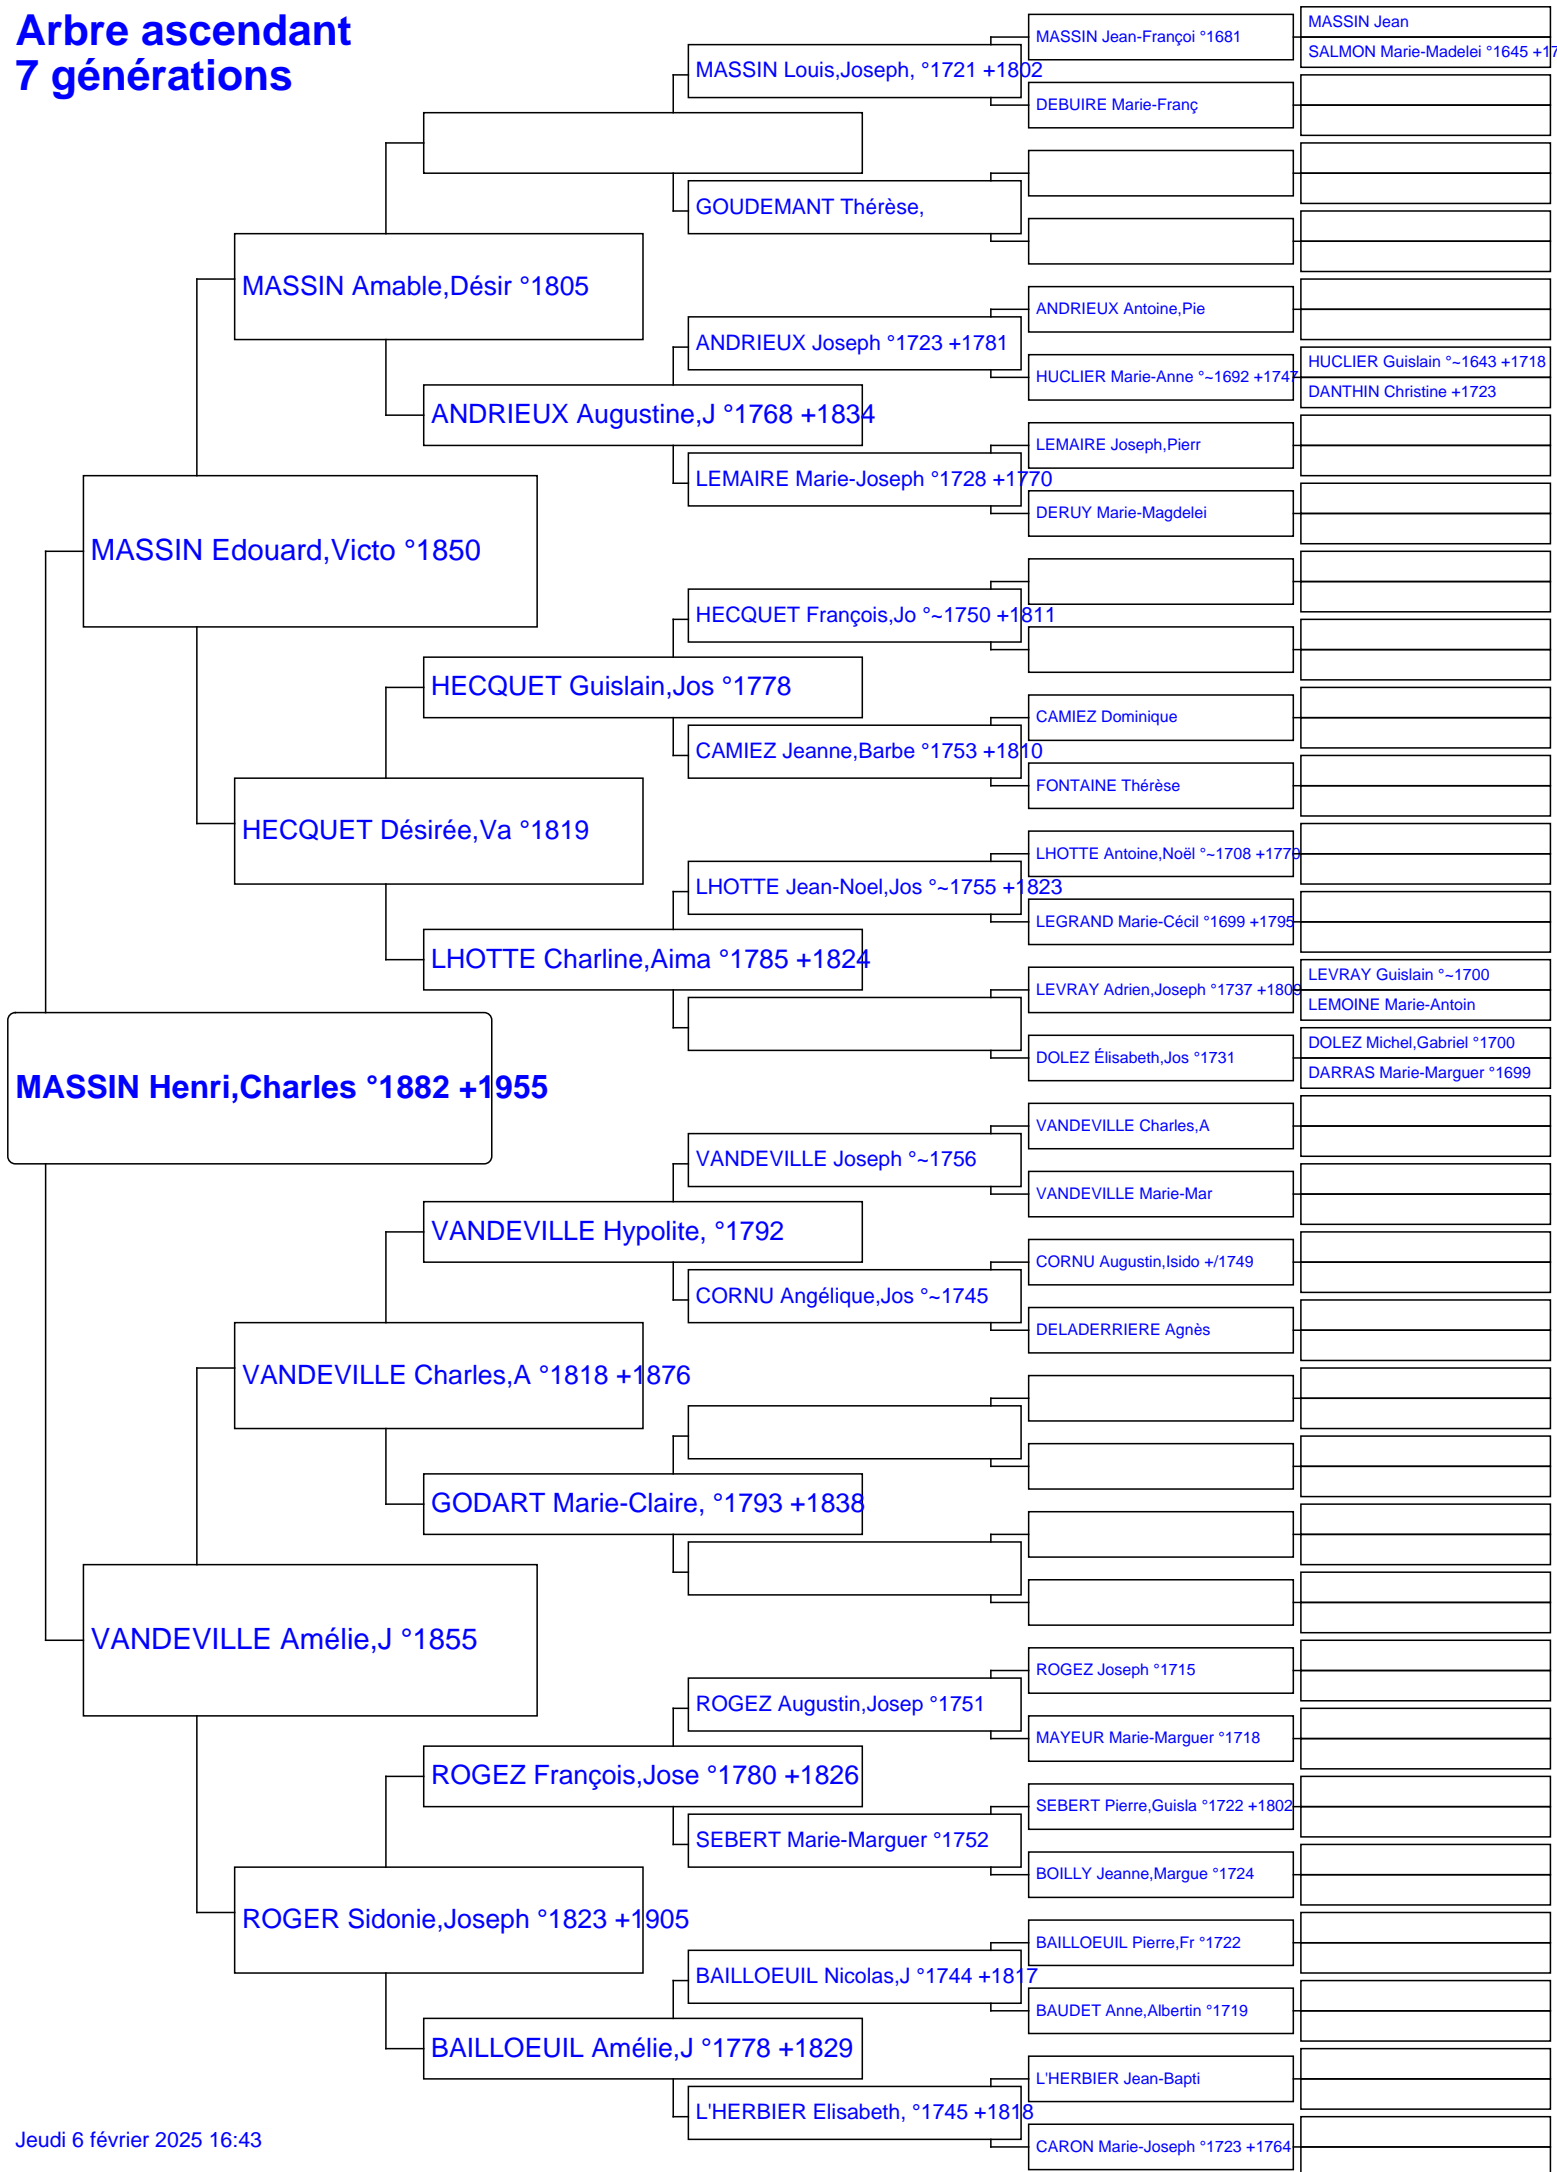 Arbre ascendant
7 générations
MASSIN Henri,Charles °1882 +1955
MASSIN Edouard,Victo °1850
VANDEVILLE Amélie,J °1855
MASSIN Amable,Désir °1805
HECQUET Désirée,Va °1819
VANDEVILLE Charles,A °1818 +1876
ROGER Sidonie,Joseph °1823 +1905
ANDRIEUX Augustine,J °1768 +1834
HECQUET Guislain,Jos °1778
LHOTTE Charline,Aima °1785 +1824
VANDEVILLE Hypolite, °1792
GODART Marie-Claire, °1793 +1838
ROGEZ François,Jose °1780 +1826
BAILLOEUIL Amélie,J °1778 +1829
MASSIN Louis,Joseph, °1721 +1802
GOUDEMANT Thérèse,
ANDRIEUX Joseph °1723 +1781
LEMAIRE Marie-Joseph °1728 +1770
HECQUET François,Jo °~1750 +1811
CAMIEZ Jeanne,Barbe °1753 +1810
LHOTTE Jean-Noel,Jos °~1755 +1823
VANDEVILLE Joseph °~1756
CORNU Angélique,Jos °~1745
ROGEZ Augustin,Josep °1751
SEBERT Marie-Marguer °1752
BAILLOEUIL Nicolas,J °1744 +1817
L'HERBIER Elisabeth, °1745 +1818
MASSIN Jean-Françoi °1681
DEBUIRE Marie-Franç
ANDRIEUX Antoine,Pie
HUCLIER Marie-Anne °~1692 +1747
LEMAIRE Joseph,Pierr
DERUY Marie-Magdelei
CAMIEZ Dominique
FONTAINE Thérèse
LHOTTE Antoine,Noël °~1708 +1770
LEGRAND Marie-Cécil °1699 +1795
LEVRAY Adrien,Joseph °1737 +1809
DOLEZ Élisabeth,Jos °1731
VANDEVILLE Charles,A
VANDEVILLE Marie-Mar
CORNU Augustin,Isido +/1749
DELADERRIERE Agnès
ROGEZ Joseph °1715
MAYEUR Marie-Marguer °1718
SEBERT Pierre,Guisla °1722 +1802
BOILLY Jeanne,Margue °1724
BAILLOEUIL Pierre,Fr °1722
BAUDET Anne,Albertin °1719
L'HERBIER Jean-Bapti
CARON Marie-Joseph °1723 +1764
MASSIN Jean
SALMON Marie-Madelei °1645 +17
HUCLIER Guislain °~1643 +1718
DANTHIN Christine +1723
LEVRAY Guislain °~1700
LEMOINE Marie-Antoin
DOLEZ Michel,Gabriel °1700
DARRAS Marie-Marguer °1699
Jeudi 6 février 2025 16:43